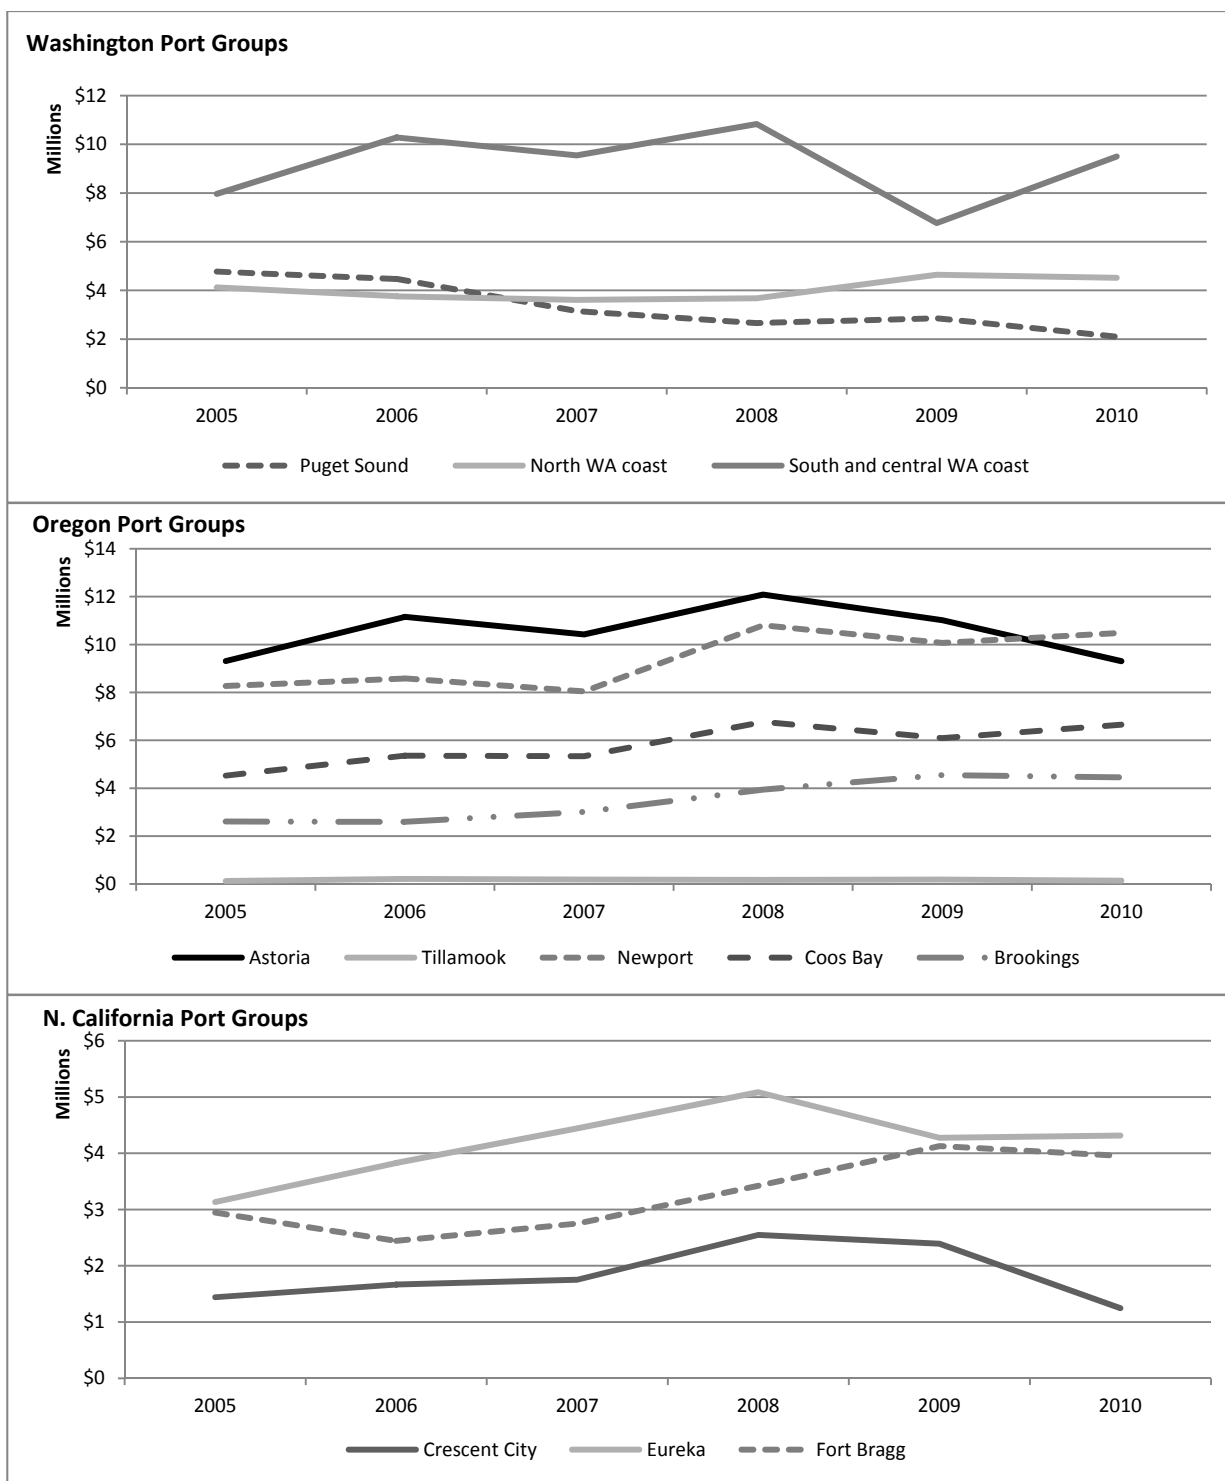 Washington Port Groups
Millions
$12
$10
$8
$6
$4
$2
$0
2005 2006 2007 2008 2009 2010
Puget Sound North WA coast South and central WA coast
Oregon Port Groups
Millions
$14
$12
$10
$8
$6
$4
$2
$0
2005 2006 2007 2008 2009 2010
Astoria Tillamook Newport Coos Bay Brookings
N. California Port Groups
Millions
$6
$5
$4
$3
$2
$1
$0
2005 2006 2007 2008 2009 2010
Crescent City Eureka Fort Bragg